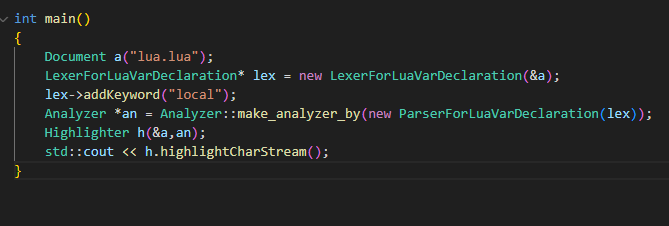 int main()
{
    Document a("lua.lua");
    LexerForLuaVarDeclaration* lex = new LexerForLuaVarDeclaration(&a);
    lex->addKeyword("local");
    Analyzer *an = Analyzer::make_analyzer_by(new ParserForLuaVarDeclaration(lex));
    Highlighter h(&a,an);
    std::cout << h.highlightCharStream();
}